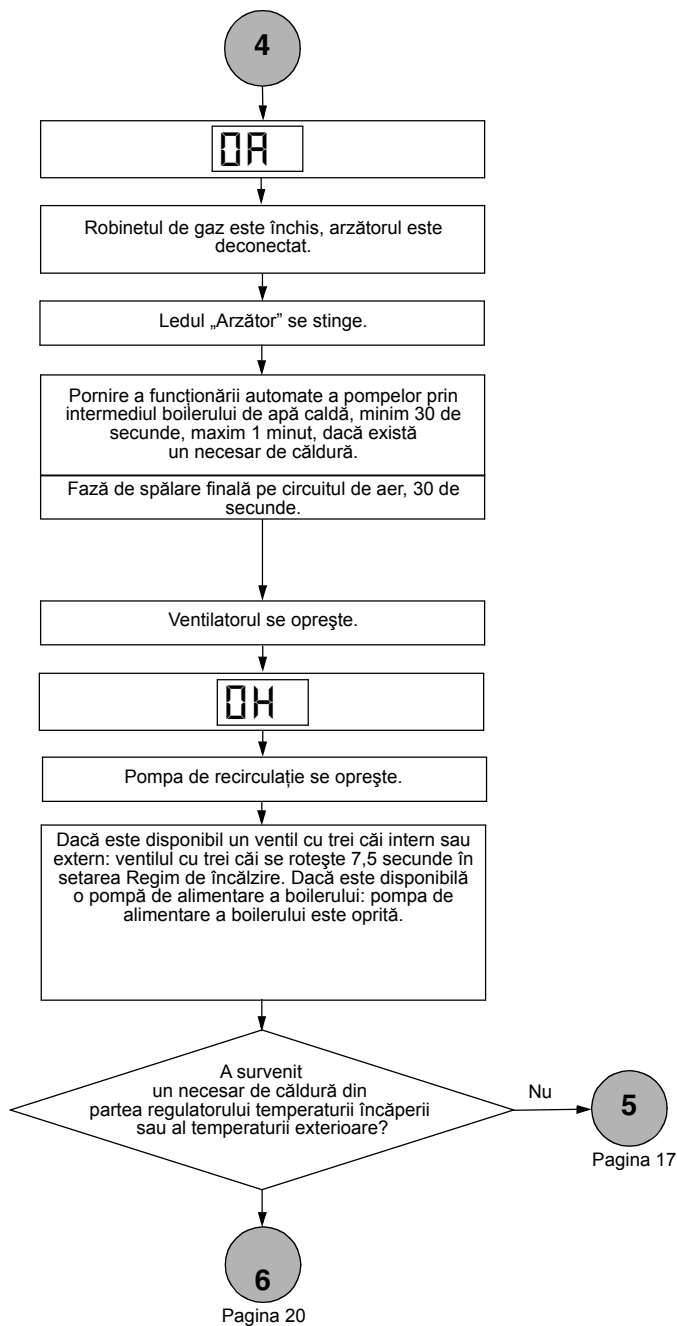 4
0A
Robinetul de gaz este închis, arzătorul este
deconectat.
Ledul „Arzător” se stinge.
Pornire a funcţionării automate a pompelor prin
intermediul boilerului de apă caldă, minim 30 de
secunde, maxim 1 minut, dacă există
un necesar de căldură.
Fază de spălare finală pe circuitul de aer, 30 de
secunde.
Ventilatorul se opreşte.
0H
Pompa de recirculaţie se opreşte.
Dacă este disponibil un ventil cu trei căi intern sau
extern: ventilul cu trei căi se roteşte 7,5 secunde în
setarea Regim de încălzire. Dacă este disponibilă
o pompă de alimentare a boilerului: pompa de
alimentare a boilerului este oprită.
A survenit
un necesar de căldură din
partea regulatorului temperaturii încăperii
sau al temperaturii exterioare?
Nu
5
Pagina 17
6
Pagina 20